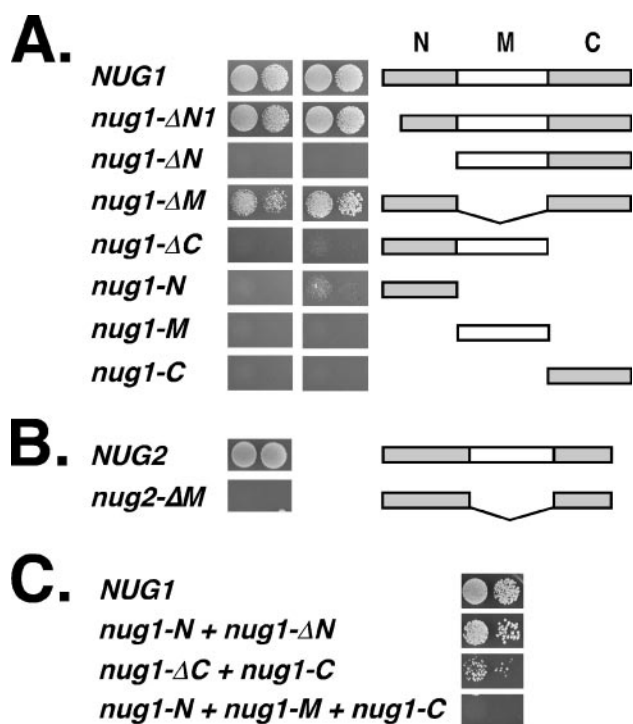 A.
N M C
NUG1
nug1-ΔN1
nug1-ΔN
nug1-ΔM
nug1-ΔC
nug1-N
nug1-M
nug1-C
B.
NUG2
nug2-ΔM
C.
NUG1
nug1-N + nug1-ΔN
nug1-ΔC + nug1-C
nug1-N + nug1-M + nug1-C